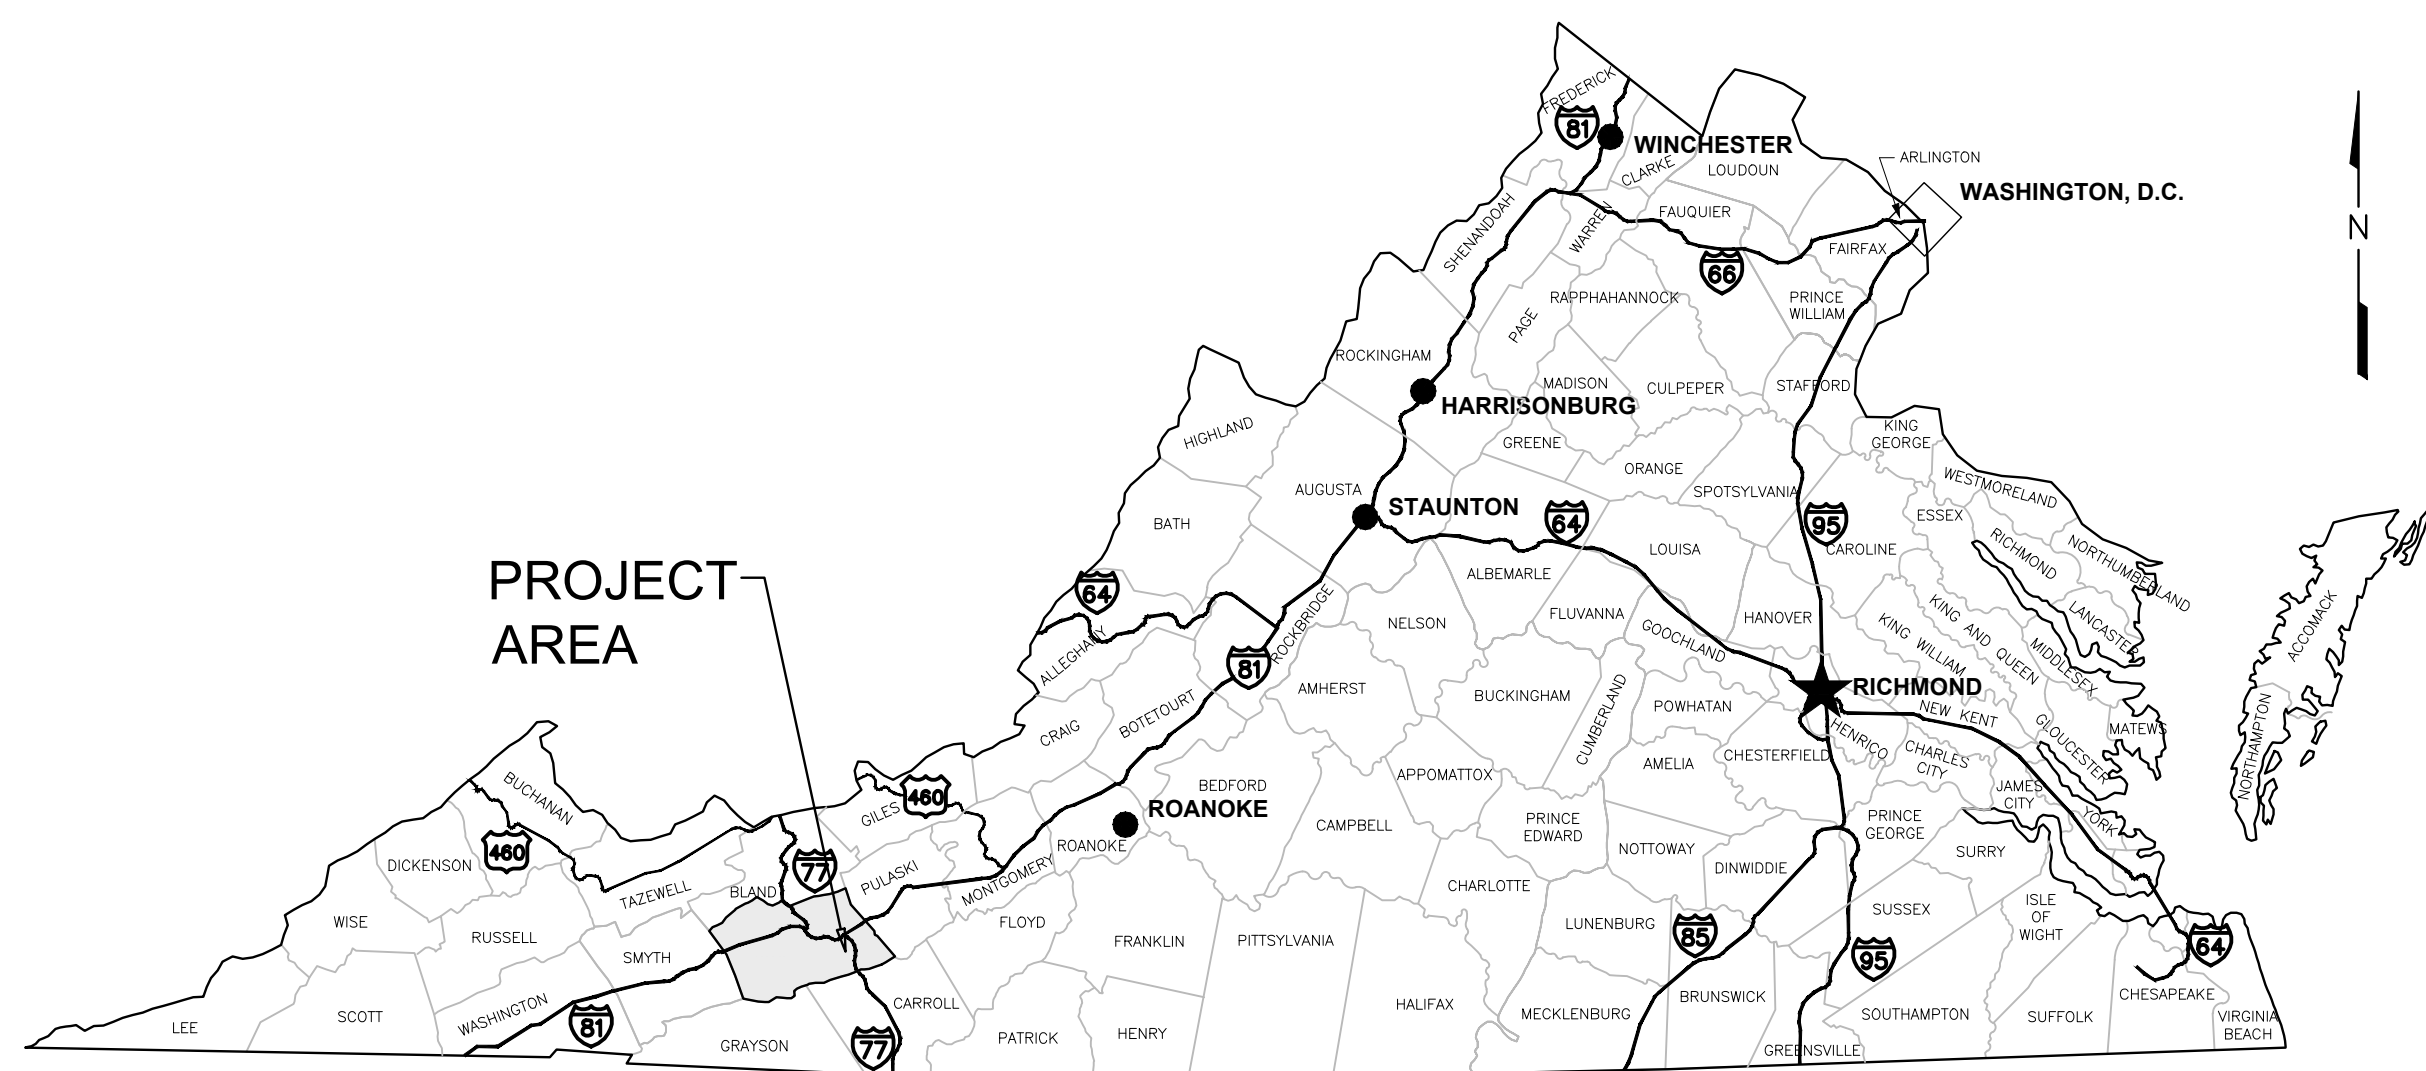 FREDERICK
81
WINCHESTER
CLARKE
LOUDOUN
ARLINGTON
WASHINGTON, D.C.
N
SHENANDOAH
WARREN
FAUQUIER
FAIRFAX
66
PAGE
RAPPHAHANNOCK
PRINCE
WILLIAM
ROCKINGHAM
HARRISONBURG
MADISON
CULPEPER
STAFFORD
HIGHLAND
GREENE
KING
GEORGE
ORANGE
AUGUSTA
SPOTSYLVANIA
WESTMORELAND
STAUNTON
BATH
64
95
ESSEX
LOUISA
CAROLINE
RICHMOND
NORTHUMBERLAND
PROJECT
AREA
64
ALBEMARLE
ROCKBRIDGE
NELSON
FLUVANNA
GOOCHLAND
HANOVER
KING WILLIAM
KING AND QUEEN
LANCASTER
MIDDLESEX
ACCOMACK
ALLEGHANY
81
AMHERST
BUCKINGHAM
CUMBERLAND
POWHATAN
RICHMOND
NEW KENT
GLOUCESTER
MATEWS
NORTHAMPTON
CRAIG
BOTETOURT
HENRICO
CHARLES
CITY
CHESTERFIELD
AMELIA
APPOMATTOX
BEDFORD
ROANOKE
JAMES
CITY
YORK
BUCHANAN
460
GILES
460
CAMPBELL
PRINCE
EDWARD
PRINCE
GEORGE
ROANOKE
NOTTOWAY
DINWIDDIE
SURRY
DICKENSON
TAZEWELL
BLAND
77
PULASKI
MONTGOMERY
CHARLOTTE
WISE
RUSSELL
SMYTH
FLOYD
FRANKLIN
PITTSYLVANIA
LUNENBURG
85
SUSSEX
ISLE
OF
WIGHT
64
95
LEE
SCOTT
WASHINGTON
81
GRAYSON
77
CARROLL
PATRICK
HENRY
HALIFAX
MECKLENBURG
BRUNSWICK
GREENSVILLE
SOUTHAMPTON
SUFFOLK
CHESAPEAKE
VIRGINIA
BEACH